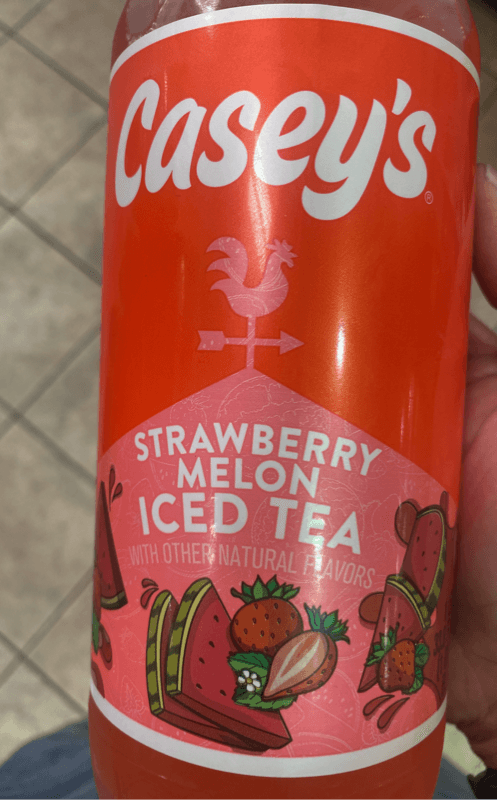 Casey's®
STRAWBERRY
MELON
ICED TEA
WITH OTHER NATURAL FLAVORS